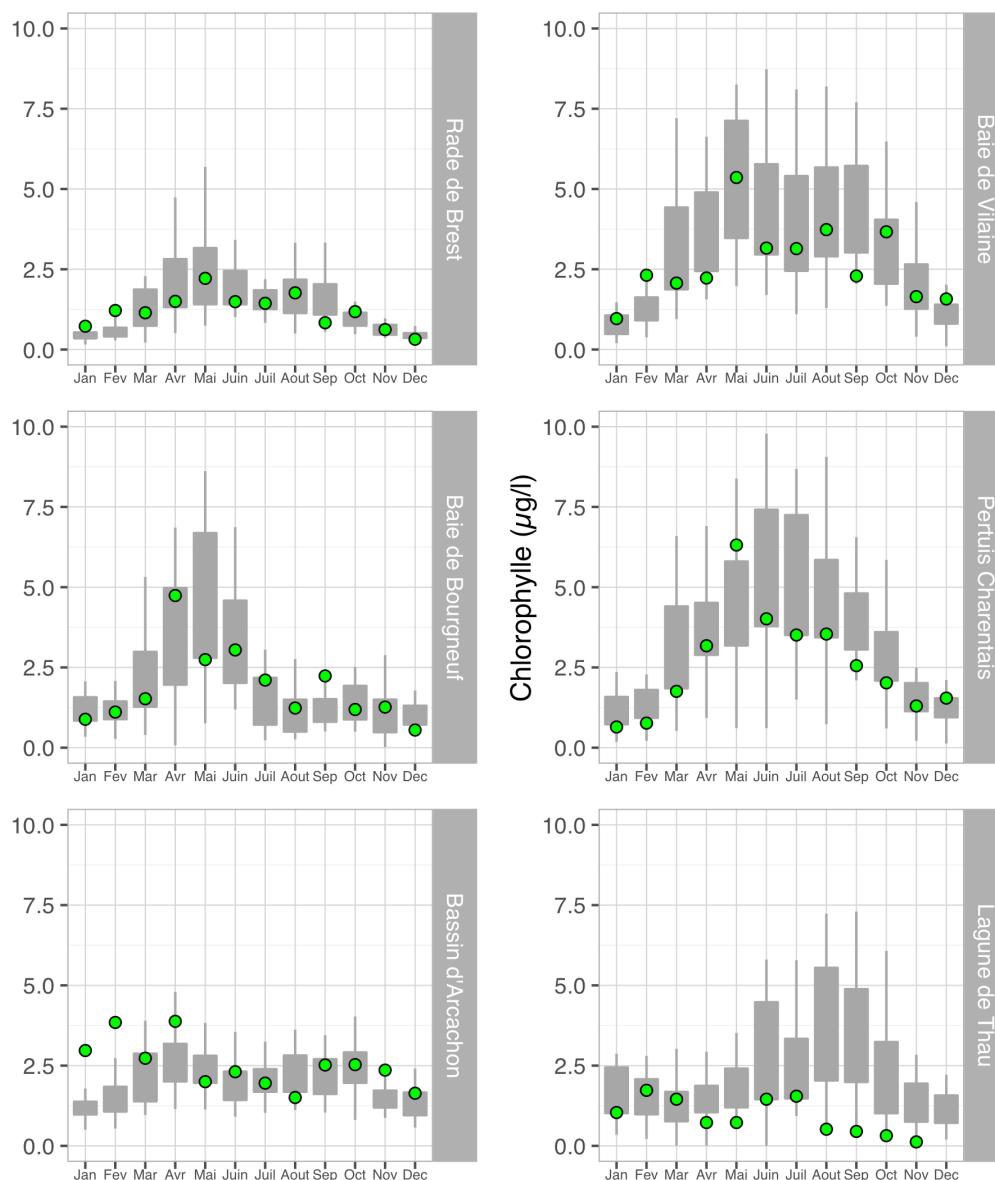 10.0
7.5
5.0
2.5
0.0
Jan Fev Mar Avr Mai Juin Juil Aout Sep Oct Nov Dec
Rade de Brest
10.0
7.5
5.0
2.5
0.0
Jan Fev Mar Avr Mai Juin Juil Aout Sep Oct Nov Dec
Baie de Vilaine
10.0
7.5
5.0
2.5
0.0
Jan Fev Mar Avr Mai Juin Juil Aout Sep Oct Nov Dec
Baie de Bourgneuf
Chlorophylle (µg/l)
10.0
7.5
5.0
2.5
0.0
Jan Fev Mar Avr Mai Juin Juil Aout Sep Oct Nov Dec
Pertuis Charentais
10.0
7.5
5.0
2.5
0.0
Jan Fev Mar Avr Mai Juin Juil Aout Sep Oct Nov Dec
Bassin d'Arcachon
10.0
7.5
5.0
2.5
0.0
Jan Fev Mar Avr Mai Juin Juil Aout Sep Oct Nov Dec
Lagune de Thau